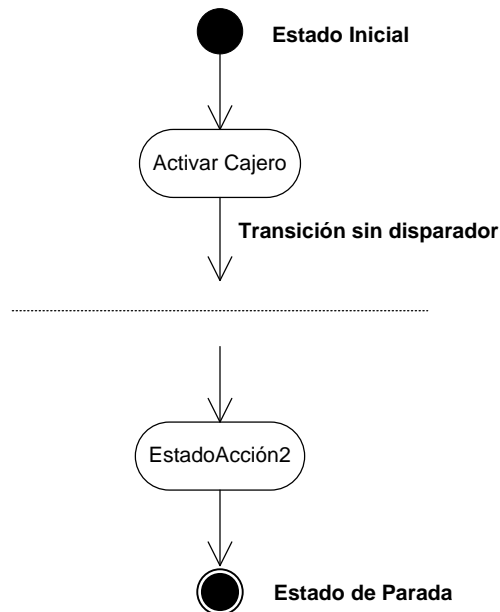 Estado Inicial
Activar Cajero
Transición sin disparador
EstadoAcción2
Estado de Parada